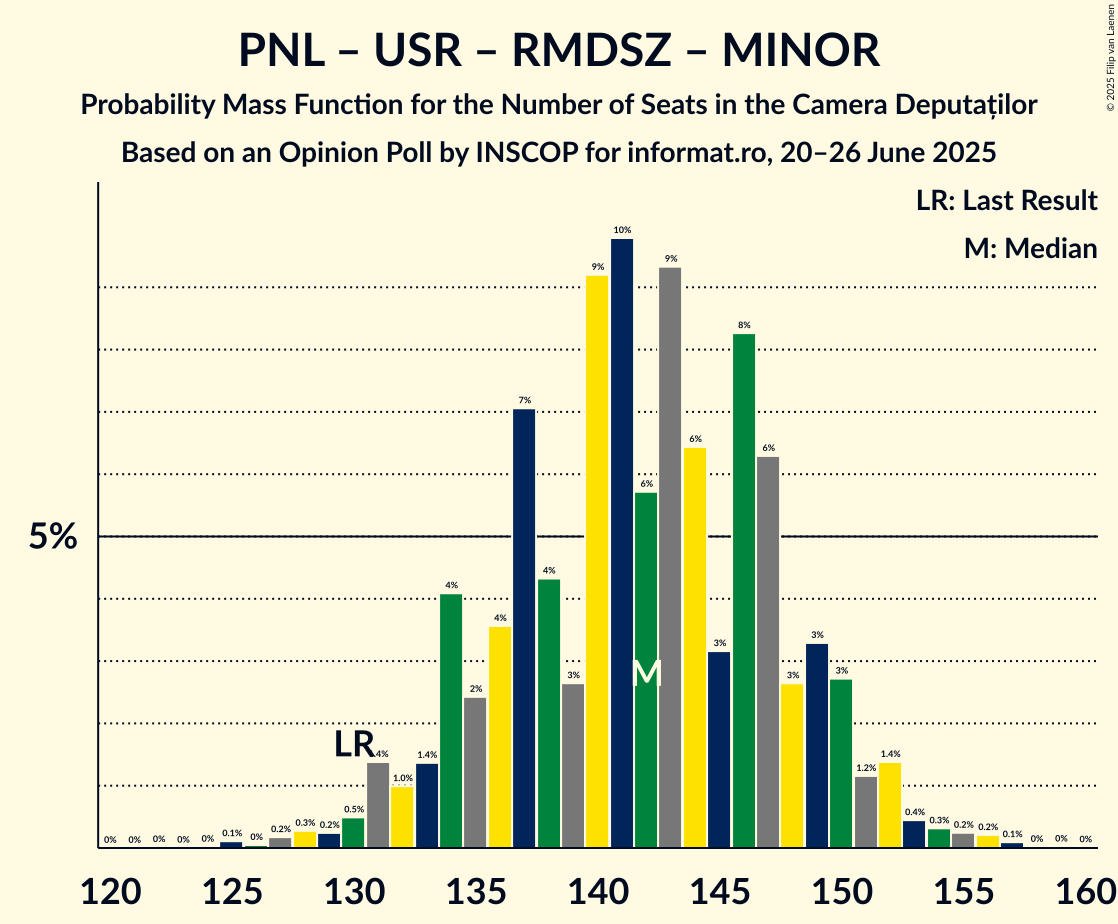 PNL – USR – RMDSZ – MINOR
Probability Mass Function for the Number of Seats in the Camera Deputaților
Based on an Opinion Poll by INSCOP for informat.ro, 20–26 June 2025
© 2025 Filip van Laenen
LR: Last Result
M: Median
5%
0% 0% 0% 0% 0% 0.1% 0% 0.2% 0.3% 0.2% 0.5% 1.0% 1.4% 4% 2% 4% 7% 4% 3% 9% 10% 6% 9% 6% 3% 8% 6% 3% 3% 3% 1.2% 1.4% 0.4% 0.3% 0.2% 0.2% 0.1% 0% 0% 0%
LR
M
120 125 130 135 140 145 150 155 160